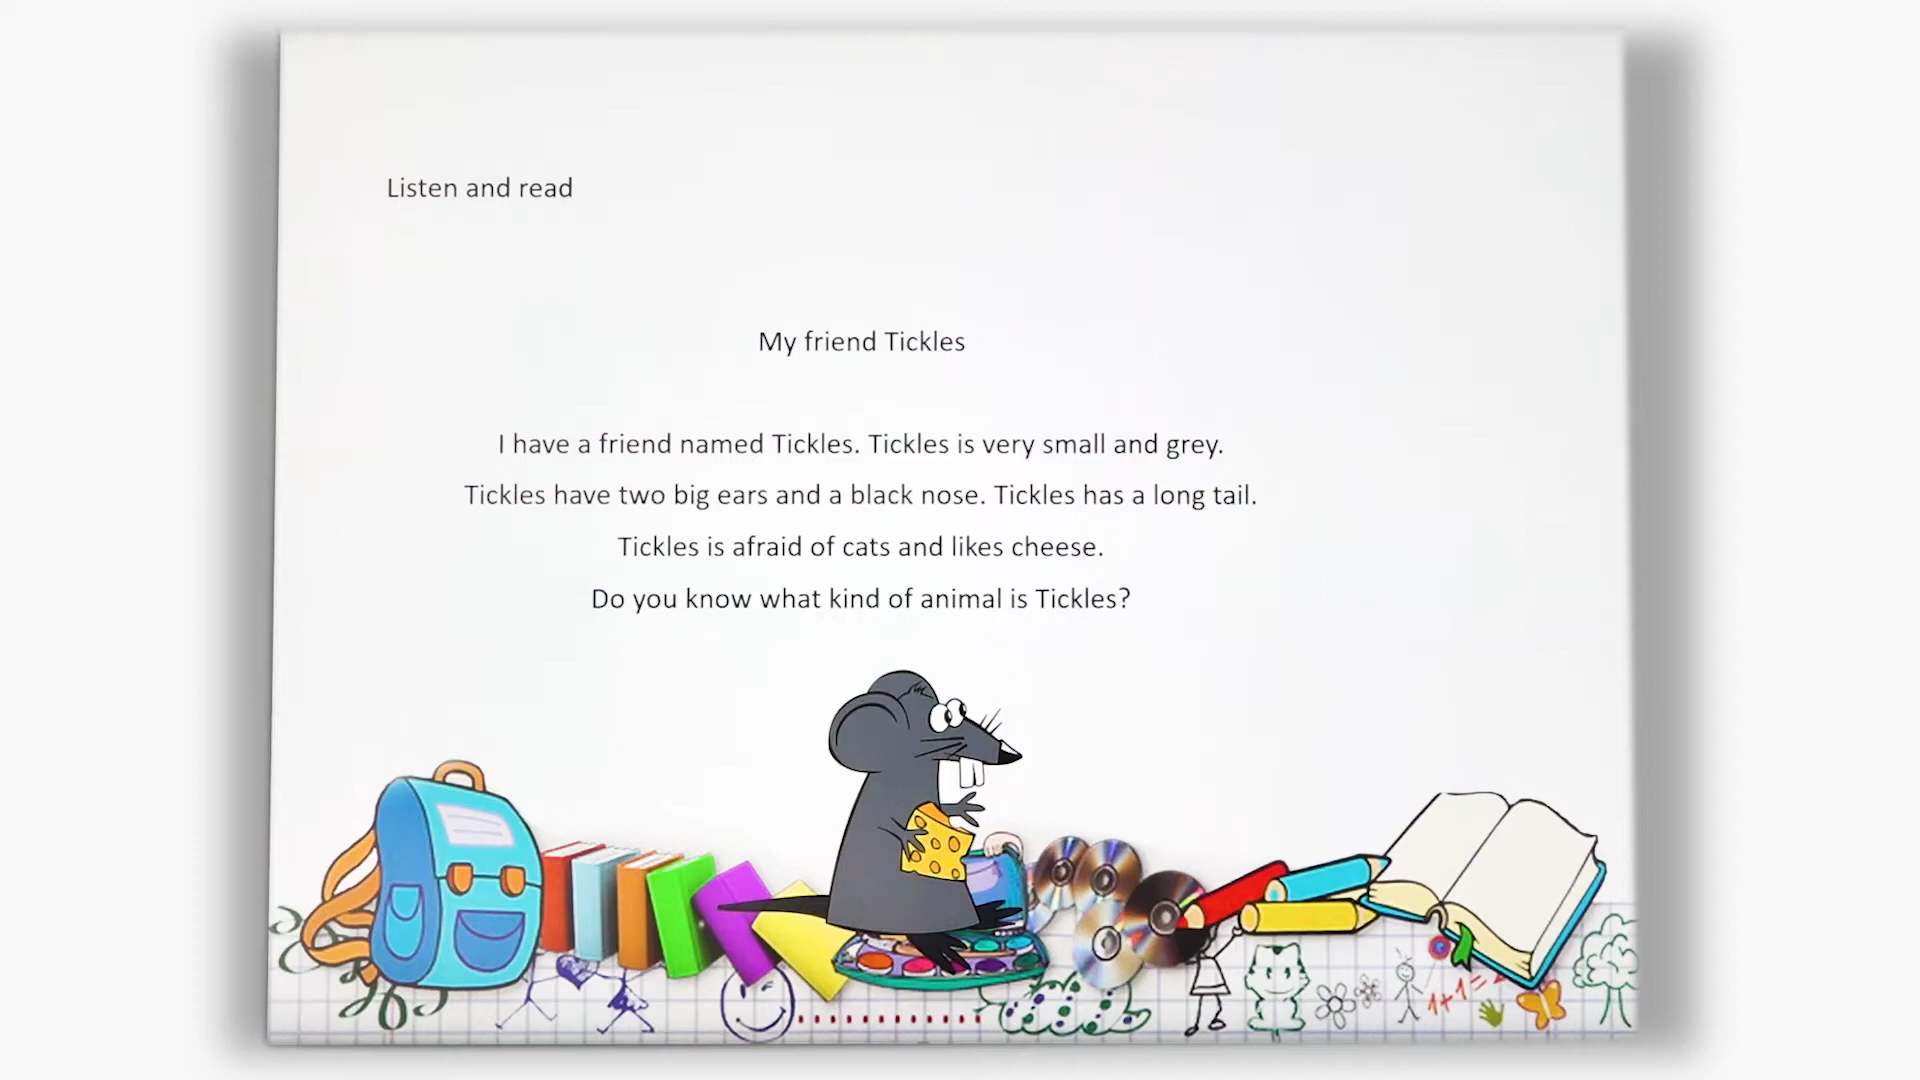 Listen and read
My friend Tickles
I have a friend named Tickles. Tickles is very small and grey.
Tickles have two big ears and a black nose. Tickles has a long tail.
Tickles is afraid of cats and likes cheese.
Do you know what kind of animal is Tickles?
1+1=